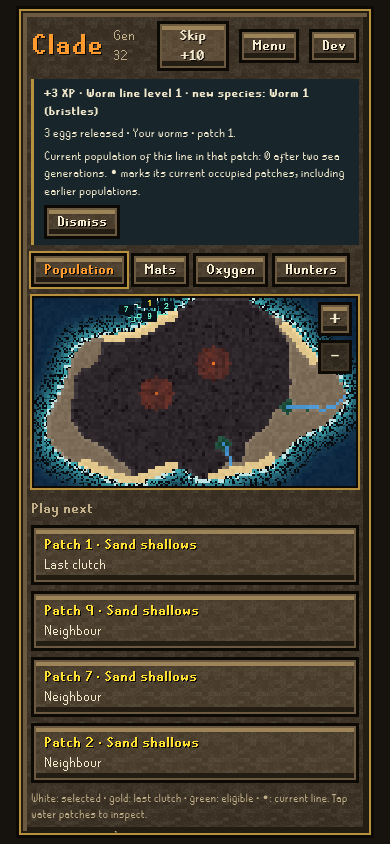 Clade
Gen
32
Skip
+10
Menu
Dev
+3 XP · Worm line level 1 · new species: Worm 1
(bristles)
3 eggs released · Your worms · patch 1.
Current population of this line in that patch: 0 after two sea
generations. • marks its current occupied patches, including
earlier populations.
Dismiss
Population
Mats
Oxygen
Hunters
7
1
2
9
+
−
Play next
Patch 1 · Sand shallows
Last clutch
Patch 9 · Sand shallows
Neighbour
Patch 7 · Sand shallows
Neighbour
Patch 2 · Sand shallows
Neighbour
White: selected · gold: last clutch · green: eligible · •: current line. Tap
water patches to inspect.